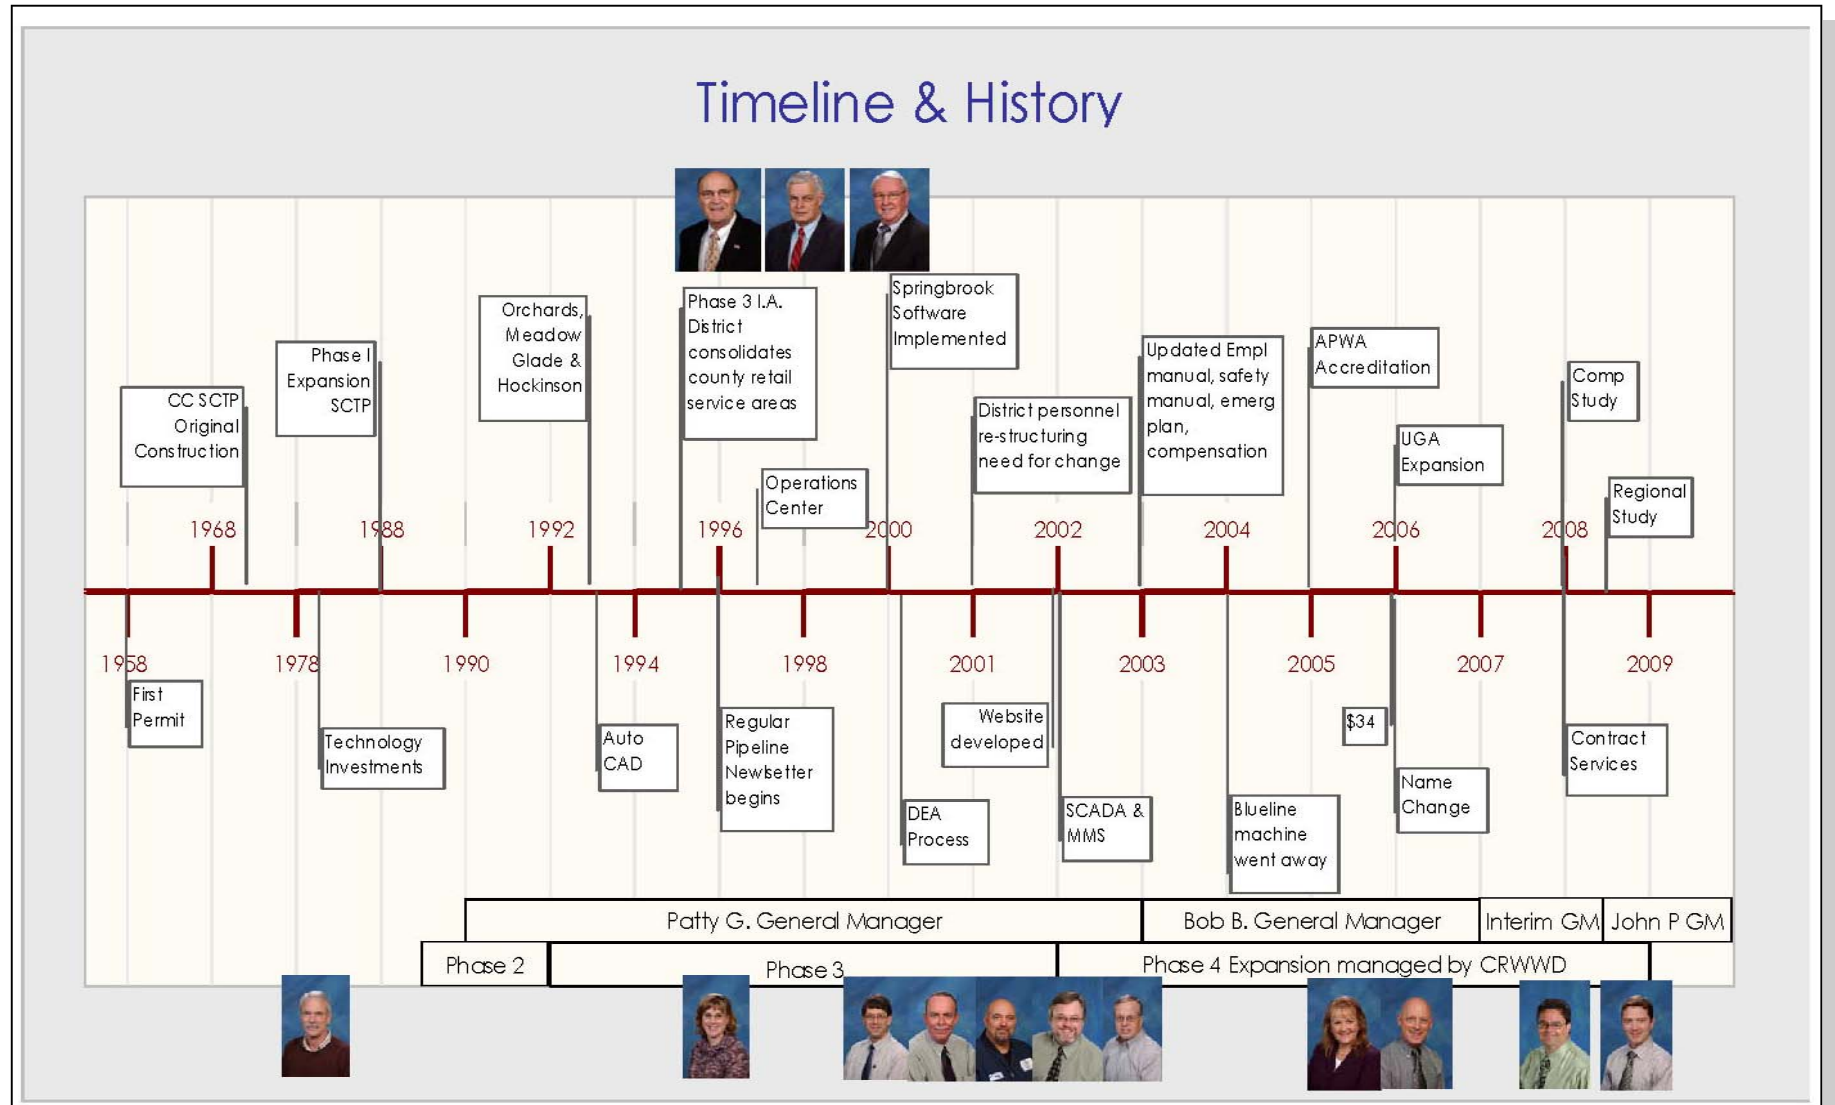 Timeline & History
Springbrook
Software
Implemented
Phase 3 I.A.
District
consolidates
county retail
service areas
Orchards,
Meadow
Glade &
Hockinson
Phase I
Expansion
SCTP
CC SCTP
Original
Construction
Operations
Center
District personnel
re-structuring
need for change
Updated Empl
manual, safety
manual, emerg
plan,
compensation
APWA
Accreditation
UGA
Expansion
Comp
Study
Regional
Study
1968
1988
1992
1996
2000
2002
2004
2006
2008
1958
1978
1990
1994
1998
2001
2003
2005
2007
2009
First
Permit
Technology
Investments
Auto
CAD
Regular
Pipeline
Newlsetter
begins
Website
developed
DEA
Process
SCADA &
MMS
Blueline
machine
went away
$34
Name
Change
Contract
Services
Patty G. General Manager
Bob B. General Manager
Interim GM
John P GM
Phase 2
Phase 3
Phase 4 Expansion managed by CRWWD